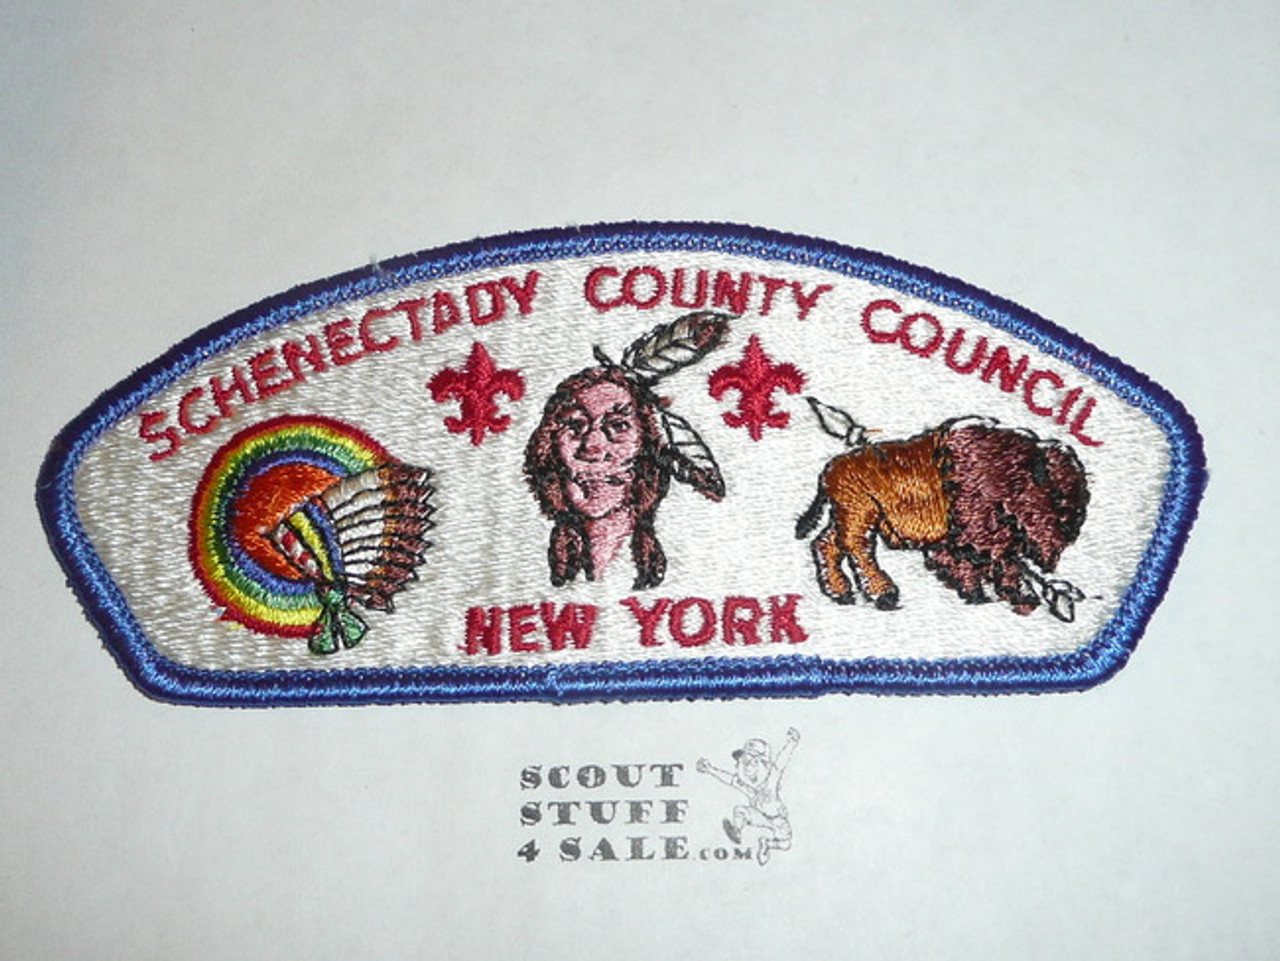 SCHENECTADY COUNTY COUNCIL
NEW YORK
SCOUT
STUFF
4 SALE.COM